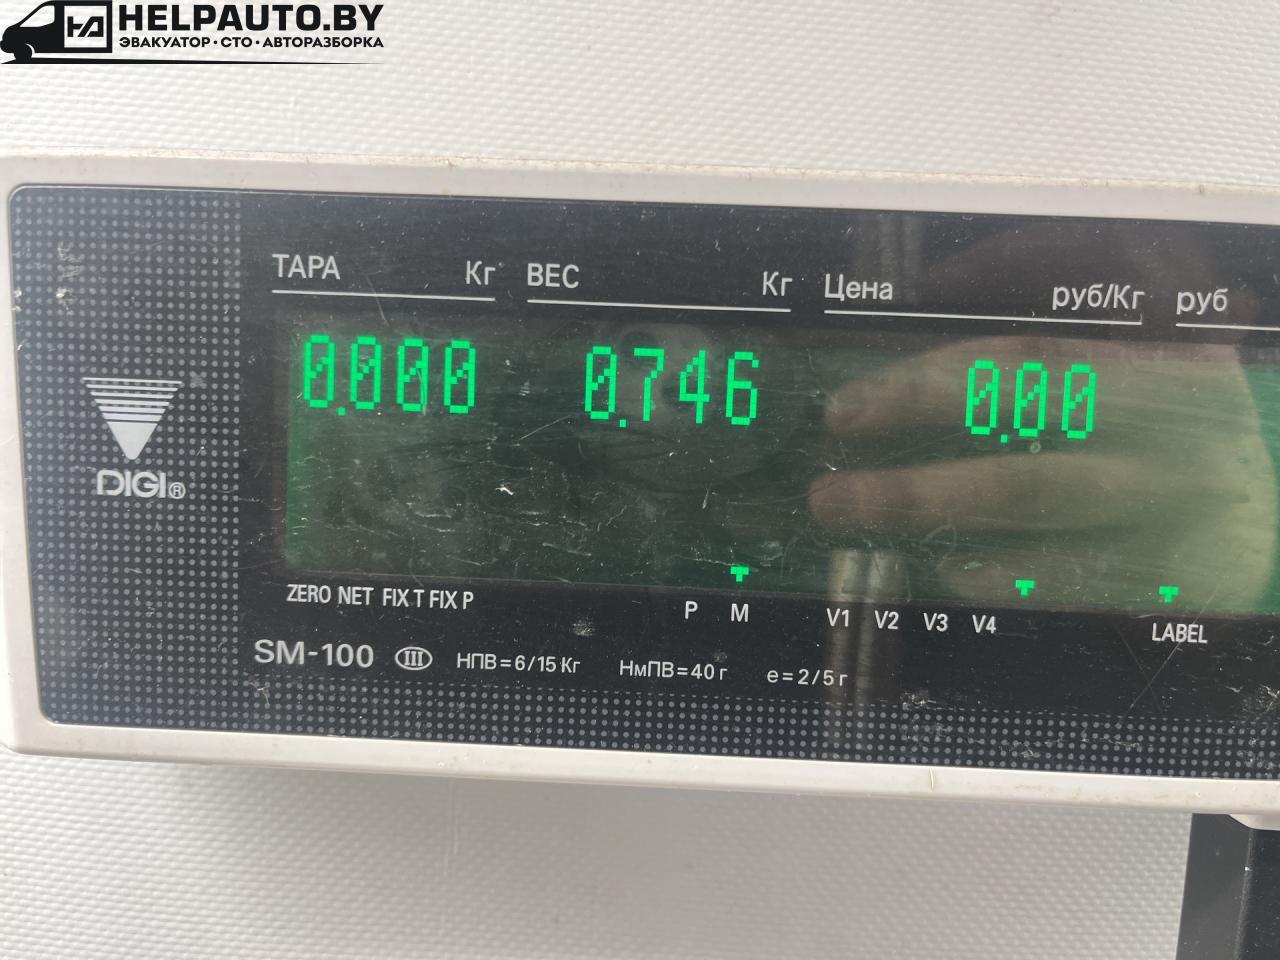 HELPAUTO.BY
ЭВАКУАТОР·СТО·АВТОРАЗБОРКА
ТАРА Кг ВЕС Кг Цена руб/Кг руб
0.000 0.746 0.00
ZERO NET FIX T FIX P P M V1 V2 V3 V4 LABEL
DIGI®
SM-100 III НПВ=6/15 Кг НмПВ=40 г e=2/5 г